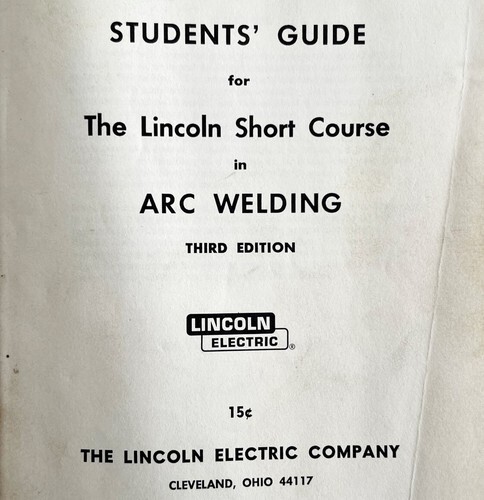 STUDENTS' GUIDE
for
The Lincoln Short Course
in
ARC WELDING
THIRD EDITION
LINCOLN
ELECTRIC ®
15¢
THE LINCOLN ELECTRIC COMPANY
CLEVELAND, OHIO 44117